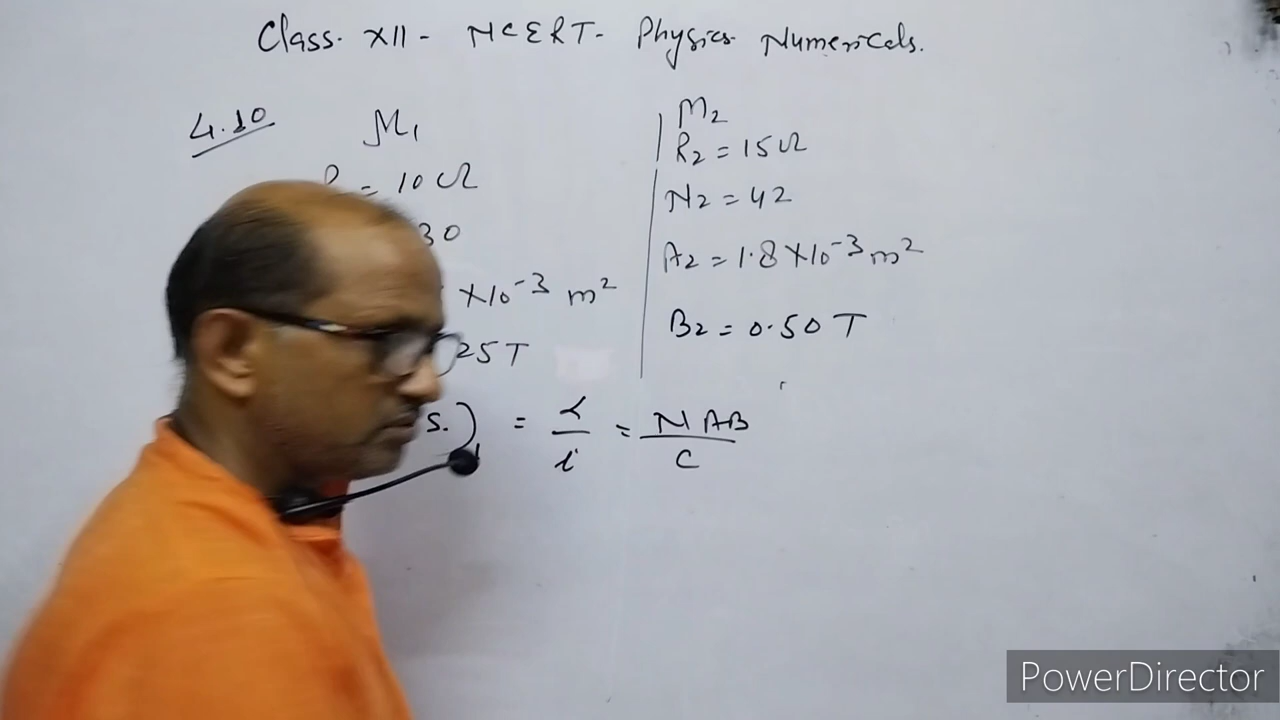 Class. XII - NCERT - Physics Numericals.
4.10
M1
= 10 Ω
30
×10⁻³ m²
25 T
M2
R2 = 15 Ω
N2 = 42
A2 = 1.8 ×10⁻³ m²
B2 = 0.50 T
S.) = α/i = NAB/C
PowerDirector